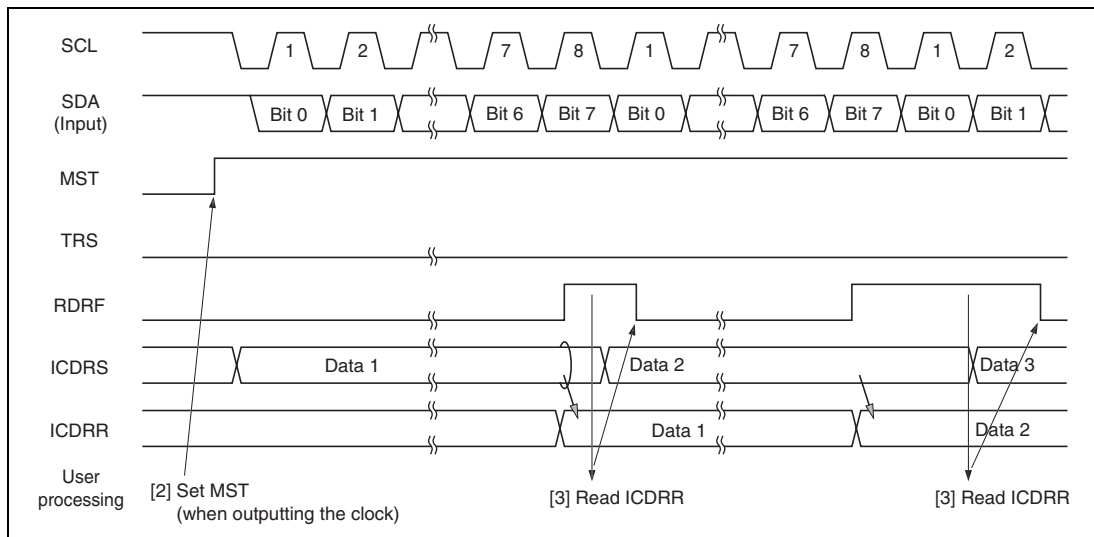 SCL 1 2 7 8 1 7 8 1 2
SDA
(Input)
Bit 0 Bit 1 Bit 6 Bit 7 Bit 0 Bit 6 Bit 7 Bit 0 Bit 1
MST
TRS
RDRF
ICDRS Data 1 Data 2 Data 3
ICDRR Data 1 Data 2
User
processing
[2] Set MST
(when outputting the clock)
[3] Read ICDRR [3] Read ICDRR